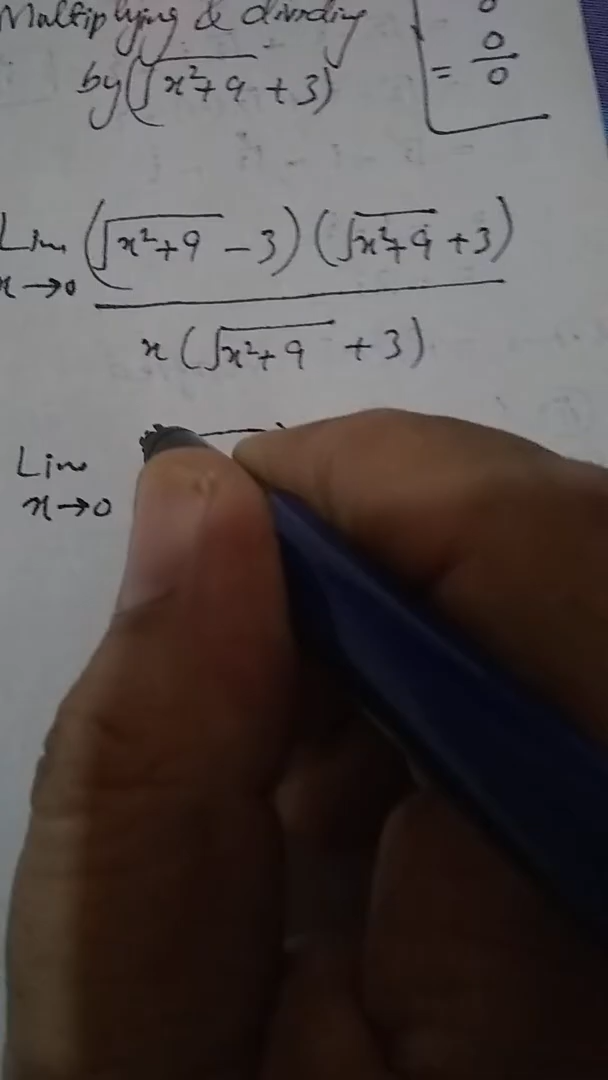 Multiplying & dividing
by (√x²+9 + 3)
0
= 0/0
Lim x→0 (√x²+9 - 3) (√x²+9 + 3)
x (√x²+9 + 3)
Lim
x→0